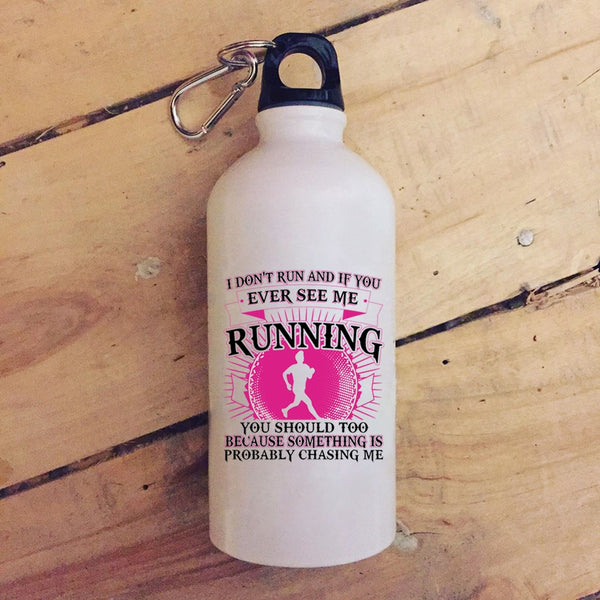 I DON'T RUN AND IF YOU
EVER SEE ME
RUNNING
YOU SHOULD TOO
BECAUSE SOMETHING IS
PROBABLY CHASING ME